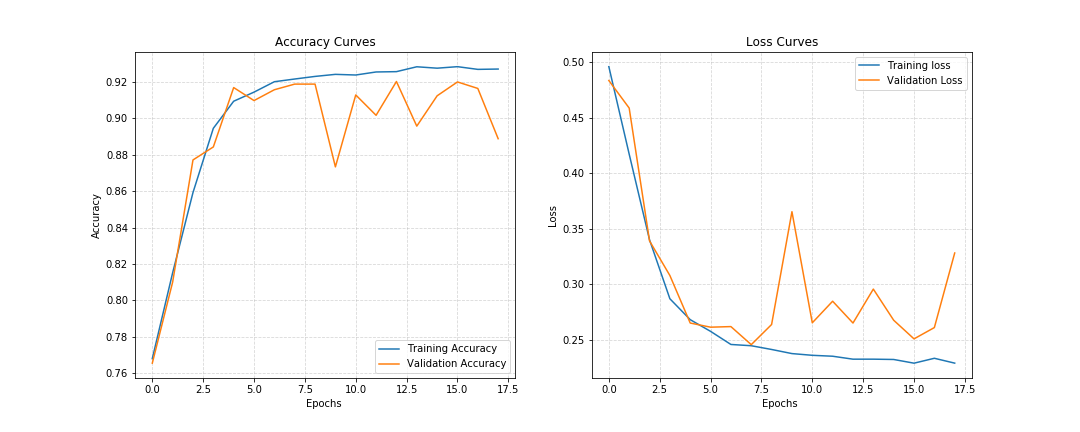 Accuracy Curves
Accuracy
0.92
0.90
0.88
0.86
0.84
0.82
0.80
0.78
0.76
0.0 2.5 5.0 7.5 10.0 12.5 15.0 17.5
Epochs
Training Accuracy
Validation Accuracy
Loss Curves
Loss
0.50
0.45
0.40
0.35
0.30
0.25
0.0 2.5 5.0 7.5 10.0 12.5 15.0 17.5
Epochs
Training loss
Validation Loss